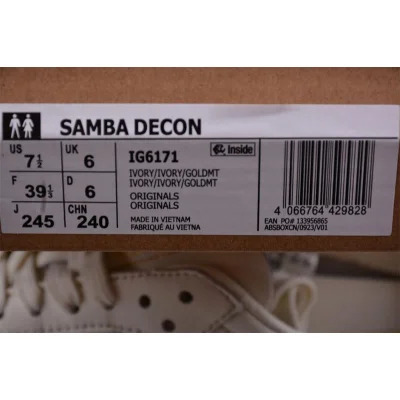 SAMBA DECON
US 7½ UK 6
F 39⅓ D 6
J 245 CHN 240
IG6171
Inside
IVORY/IVORY/GOLDMT
IVORY/IVORY/GOLDMT
ORIGINALS
ORIGINALS
MADE IN VIETNAM
FABRIQUÉ AU VIETNA
4 066764 429828
EAN PO# 133956865
ABSBOXCN/0923/V01